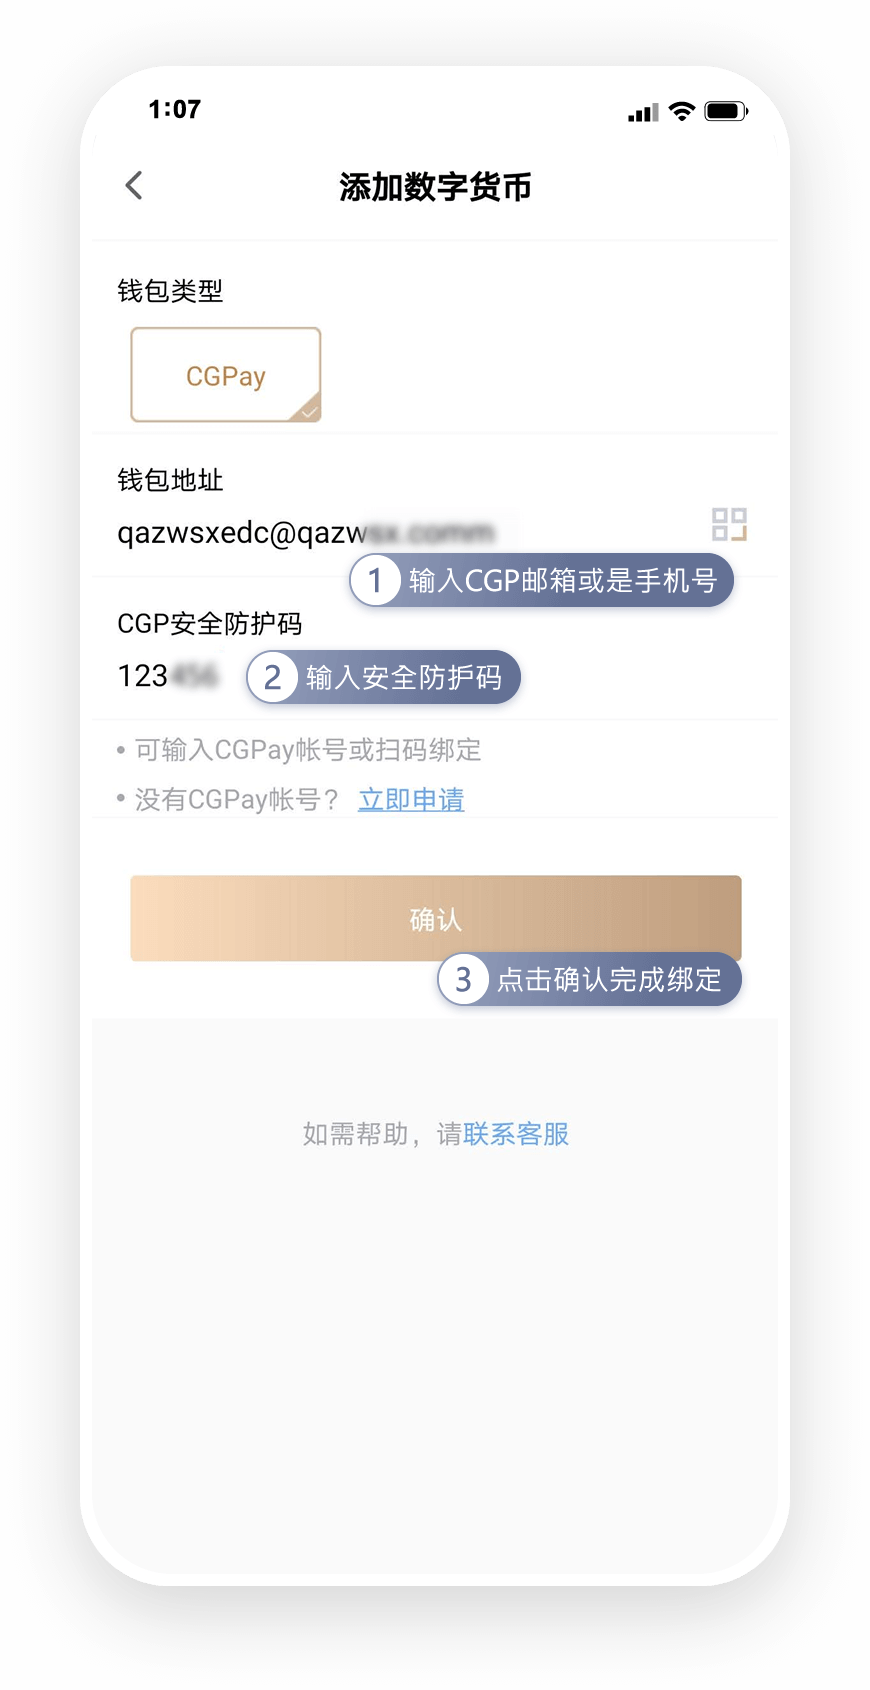 1:07
添加数字货币
钱包类型
CGPay
钱包地址
qazwsxedc@qazw
1 输入CGP邮箱或是手机号
CGP安全防护码
123
2 输入安全防护码
• 可输入CGPay帐号或扫码绑定
• 没有CGPay帐号？ 立即申请
确认
3 点击确认完成绑定
如需帮助，请联系客服